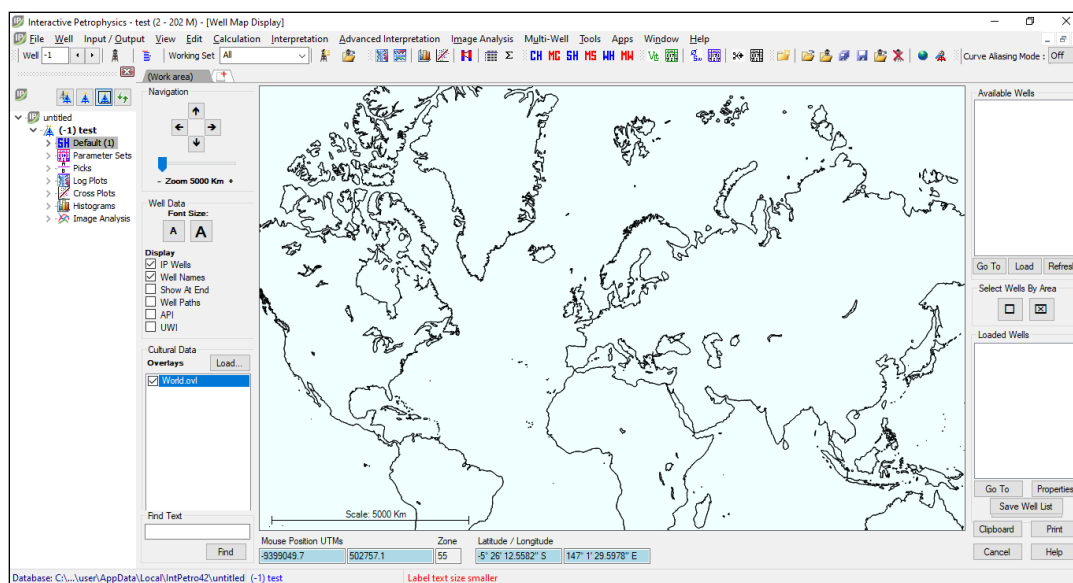 Interactive Petrophysics - test (2 - 202 M) - [Well Map Display]
File Well Input / Output View Edit Calculation Interpretation Advanced Interpretation Image Analysis Multi-Well Tools Apps Window Help
Well -1 Working Set All Σ CH MC SH MS WH MW Curve Aliasing Mode : Off
(Work area)
untitled
(-1) test
SH Default (1)
Parameter Sets
Picks
Log Plots
Cross Plots
Histograms
Image Analysis
Navigation
- Zoom 5000 Km +
Well Data
Font Size:
A A
Display
IP Wells
Well Names
Show At End
Well Paths
API
UWI
Cultural Data
Overlays Load...
World.ovl
Find Text
Find
Scale: 5000 Km
Mouse Position UTMs Zone Latitude / Longitude
-9399049.7 502757.1 55 -5° 26' 12.5582" S 147° 1' 29.5978" E
Available Wells
Go To Load Refresh
Select Wells By Area
Loaded Wells
Go To Properties
Save Well List
Clipboard Print
Cancel Help
Database: C:\...\user\AppData\Local\IntPetro42\untitled (-1) test Label text size smaller